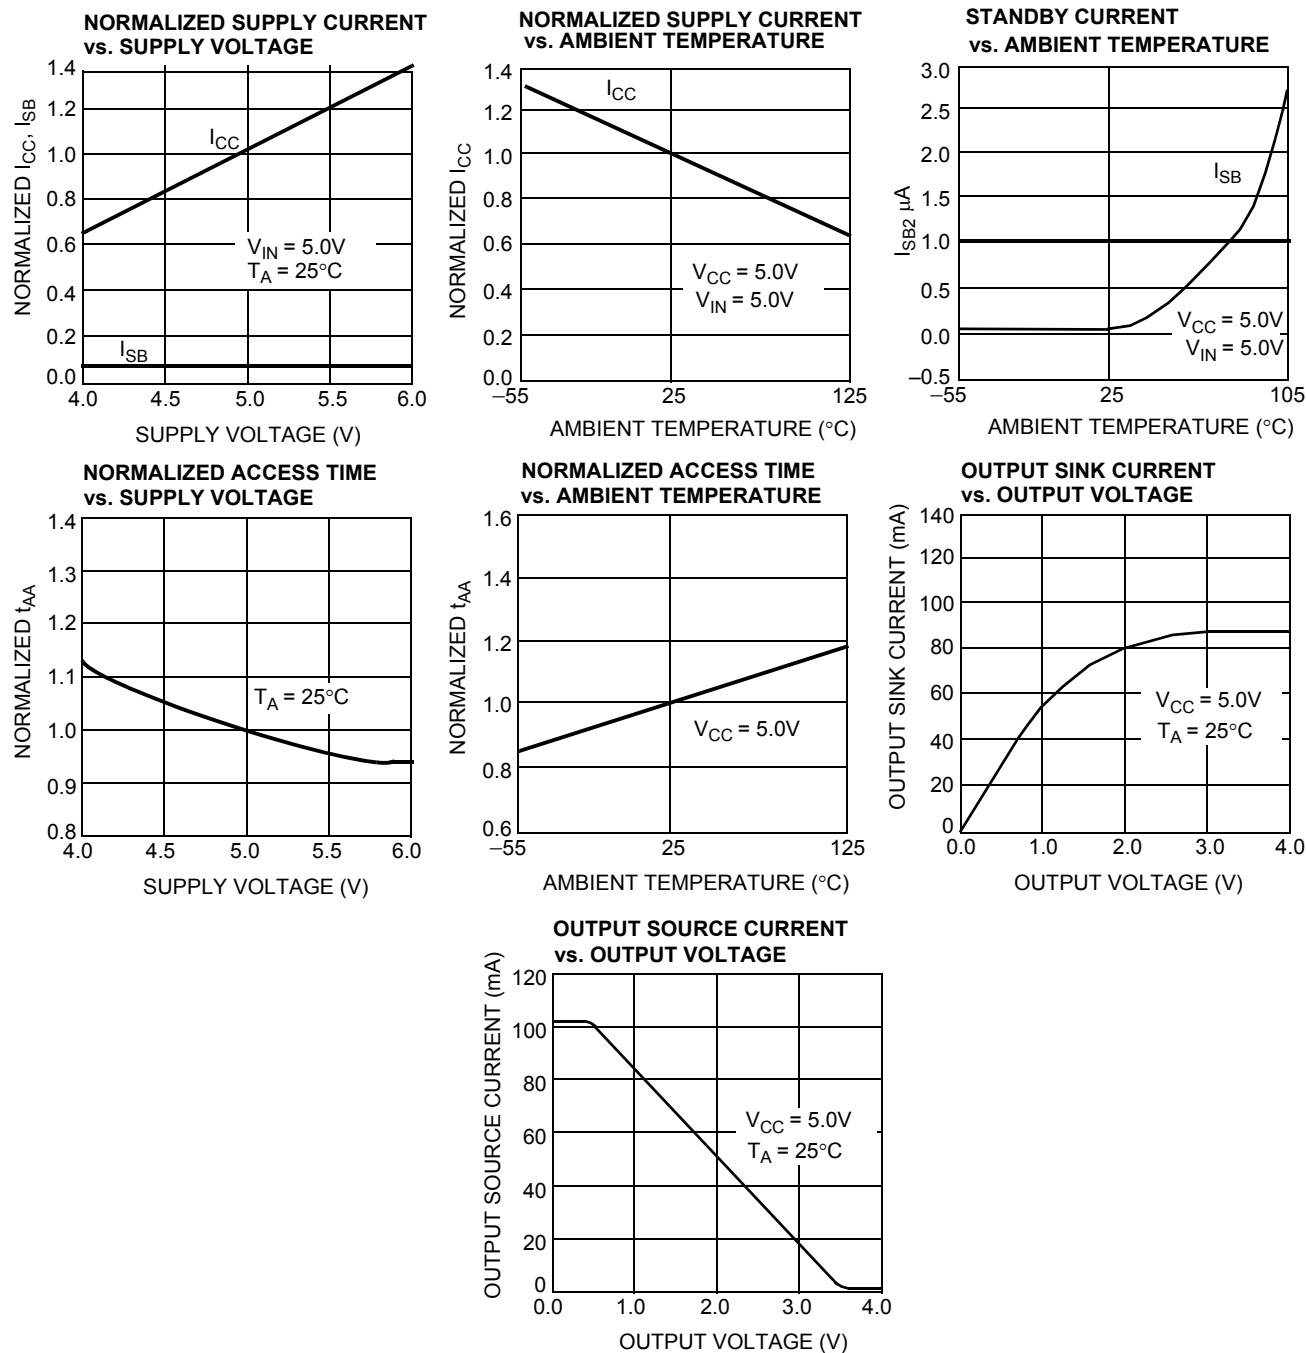 NORMALIZED SUPPLY CURRENT
vs. SUPPLY VOLTAGE
1.4
1.2
1.0
0.8
0.6
0.4
0.2
0.0
NORMALIZED ICC, ISB
ICC
VIN = 5.0V
TA = 25°C
ISB
4.0 4.5 5.0 5.5 6.0
SUPPLY VOLTAGE (V)
NORMALIZED SUPPLY CURRENT
vs. AMBIENT TEMPERATURE
1.4
1.2
1.0
0.8
0.6
0.4
0.2
0.0
NORMALIZED ICC
ICC
VCC = 5.0V
VIN = 5.0V
–55 25 125
AMBIENT TEMPERATURE (°C)
STANDBY CURRENT
vs. AMBIENT TEMPERATURE
3.0
2.5
2.0
1.5
1.0
0.5
0.0
–0.5
ISB2 µA
ISB
VCC = 5.0V
VIN = 5.0V
–55 25 105
AMBIENT TEMPERATURE (°C)
NORMALIZED ACCESS TIME
vs. SUPPLY VOLTAGE
1.4
1.3
1.2
1.1
1.0
0.9
0.8
NORMALIZED tAA
TA = 25°C
4.0 4.5 5.0 5.5 6.0
SUPPLY VOLTAGE (V)
NORMALIZED ACCESS TIME
vs. AMBIENT TEMPERATURE
1.6
1.4
1.2
1.0
0.8
0.6
NORMALIZED tAA
VCC = 5.0V
–55 25 125
AMBIENT TEMPERATURE (°C)
OUTPUT SINK CURRENT
vs. OUTPUT VOLTAGE
140
120
100
80
60
40
20
0
OUTPUT SINK CURRENT (mA)
VCC = 5.0V
TA = 25°C
0.0 1.0 2.0 3.0 4.0
OUTPUT VOLTAGE (V)
OUTPUT SOURCE CURRENT
vs. OUTPUT VOLTAGE
120
100
80
60
40
20
0
OUTPUT SOURCE CURRENT (mA)
VCC = 5.0V
TA = 25°C
0.0 1.0 2.0 3.0 4.0
OUTPUT VOLTAGE (V)